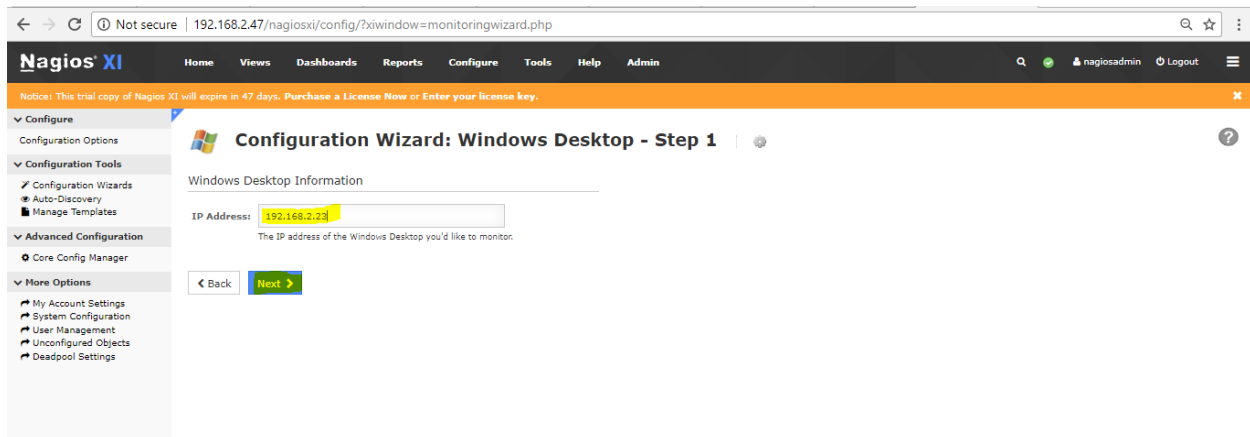 Not secure | 192.168.2.47/nagiosxi/config/?xiwindow=monitoringwizard.php
Nagios® XI Home Views Dashboards Reports Configure Tools Help Admin nagiosadmin Logout
Notice: This trial copy of Nagios XI will expire in 47 days. Purchase a License Now or Enter your license key.
Configure
Configuration Options
Configuration Tools
Configuration Wizards
Auto-Discovery
Manage Templates
Advanced Configuration
Core Config Manager
More Options
My Account Settings
System Configuration
User Management
Unconfigured Objects
Deadpool Settings
Configuration Wizard: Windows Desktop - Step 1
Windows Desktop Information
IP Address: 192.168.2.23
The IP address of the Windows Desktop you'd like to monitor.
Back Next